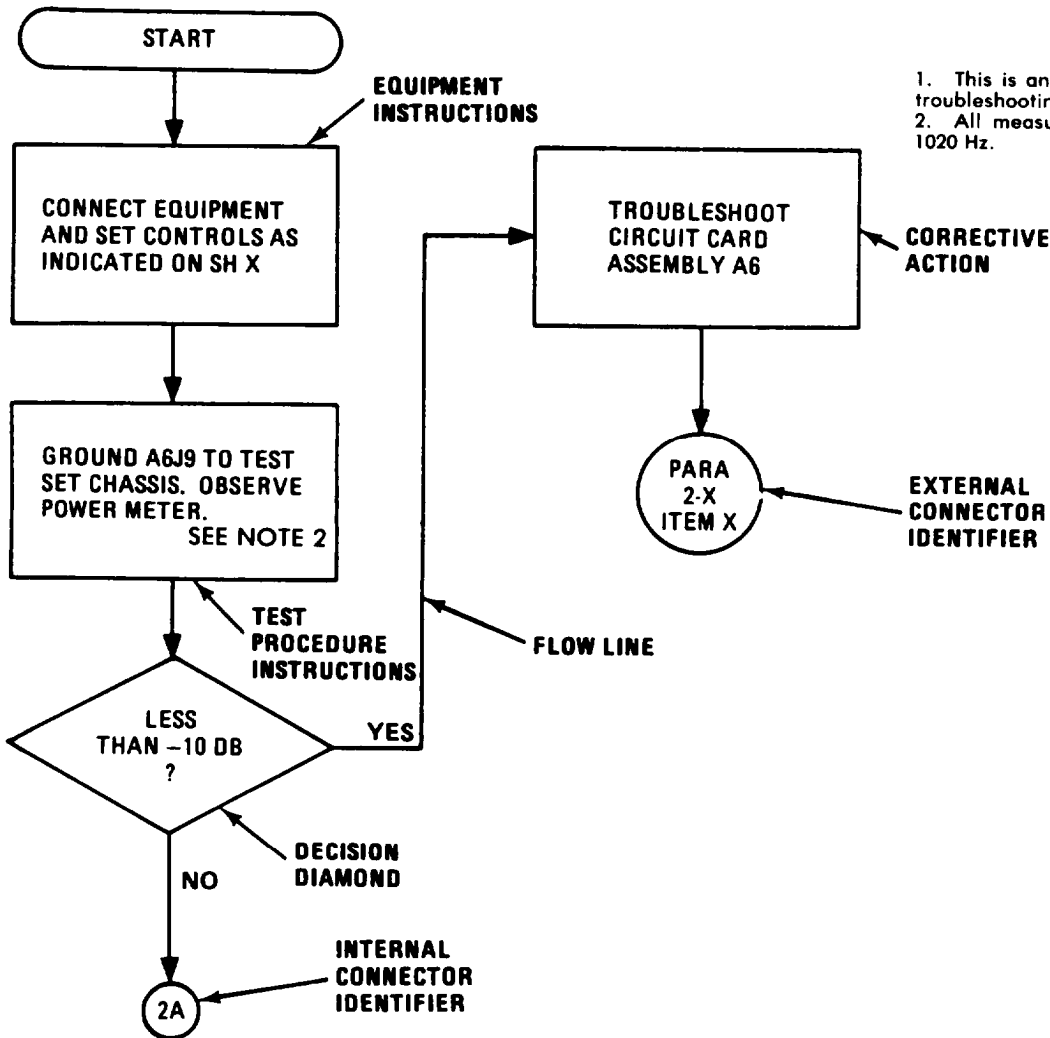 START
EQUIPMENT
INSTRUCTIONS
1. This is an
troubleshootin
2. All measu
1020 Hz.
CONNECT EQUIPMENT
AND SET CONTROLS AS
INDICATED ON SH X
TROUBLESHOOT
CIRCUIT CARD
ASSEMBLY A6
CORRECTIVE
ACTION
GROUND A6J9 TO TEST
SET CHASSIS. OBSERVE
POWER METER.
SEE NOTE 2
PARA
2-X
ITEM X
EXTERNAL
CONNECTOR
IDENTIFIER
TEST
PROCEDURE
INSTRUCTIONS
FLOW LINE
LESS
THAN –10 DB
?
YES
DECISION
DIAMOND
NO
INTERNAL
CONNECTOR
IDENTIFIER
2A